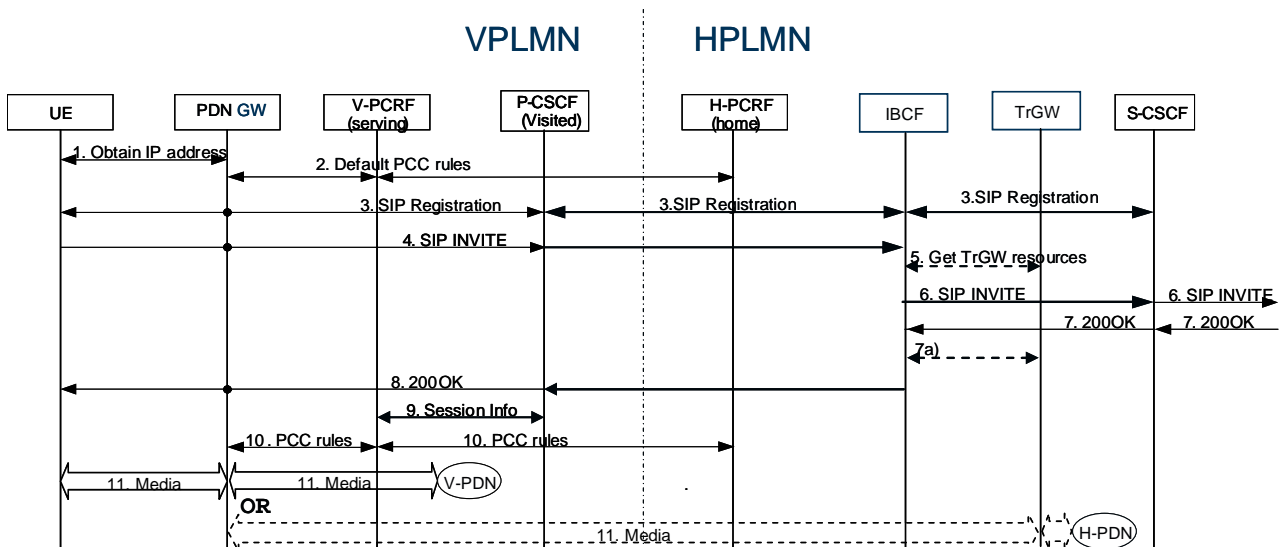 VPLMN
HPLMN
UE
PDN GW
V-PCRF
(serving)
P-CSCF
(Visited)
H-PCRF
(home)
IBCF
TrGW
S-CSCF
1. Obtain IP address
2. Default PCC rules
3. SIP Registration
3.SIP Registration
3.SIP Registration
4. SIP INVITE
5. Get TrGW resources
6. SIP INVITE
6. SIP INVITE
7. 200OK
7. 200OK
7a)
8. 200OK
9. Session Info
10 . PCC rules
10. PCC rules
11. Media
11. Media
V-PDN
OR
11. Media
H-PDN